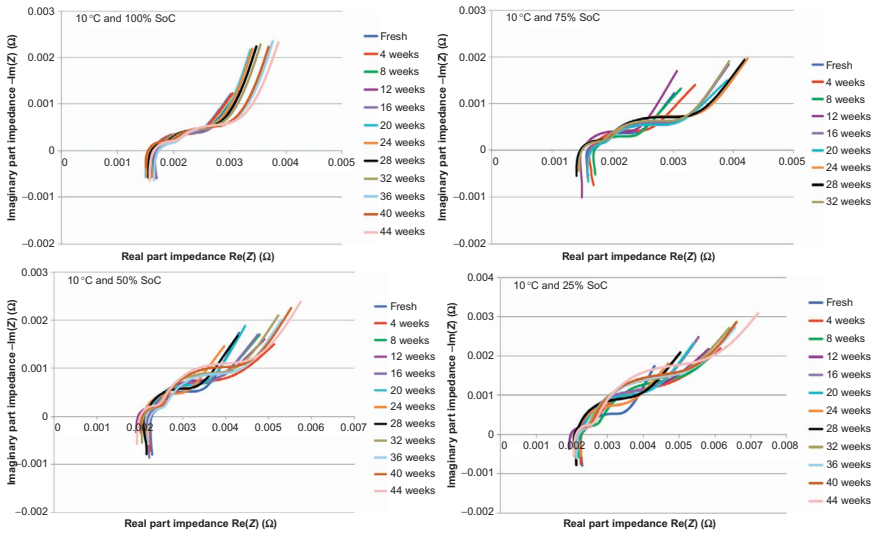 10 °C and 100% SoC
0.003
0.002
0.001
0
−0.001
−0.002
0
0.001
0.002
0.003
0.004
0.005
Imaginary part impedance –Im(Z) (Ω)
Real part impedance Re(Z) (Ω)
Fresh
4 weeks
8 weeks
12 weeks
16 weeks
20 weeks
24 weeks
28 weeks
32 weeks
36 weeks
40 weeks
44 weeks
10 °C and 75% SoC
0.003
0.002
0.001
0
−0.001
−0.002
0
0.001
0.002
0.003
0.004
0.005
Imaginary part impedance –Im(Z) (Ω)
Real part impedance Re(Z) (Ω)
Fresh
4 weeks
8 weeks
12 weeks
16 weeks
20 weeks
24 weeks
28 weeks
32 weeks
10 °C and 50% SoC
0.003
0.002
0.001
0
−0.001
−0.002
0
0.001
0.002
0.003
0.004
0.005
0.006
0.007
Imaginary part impedance –Im(Z) (Ω)
Real part impedance Re(Z) (Ω)
Fresh
4 weeks
8 weeks
12 weeks
16 weeks
20 weeks
24 weeks
28 weeks
32 weeks
36 weeks
40 weeks
44 weeks
10 °C and 25% SoC
0.004
0.003
0.002
0.001
0.000
−0.001
−0.002
0
0.001
0.002
0.003
0.004
0.005
0.006
0.007
0.008
Imaginary part impedance –Im(Z) (Ω)
Real part impedance Re(Z) (Ω)
Fresh
4 weeks
8 weeks
12 weeks
16 weeks
20 weeks
24 weeks
28 weeks
32 weeks
36 weeks
40 weeks
44 weeks